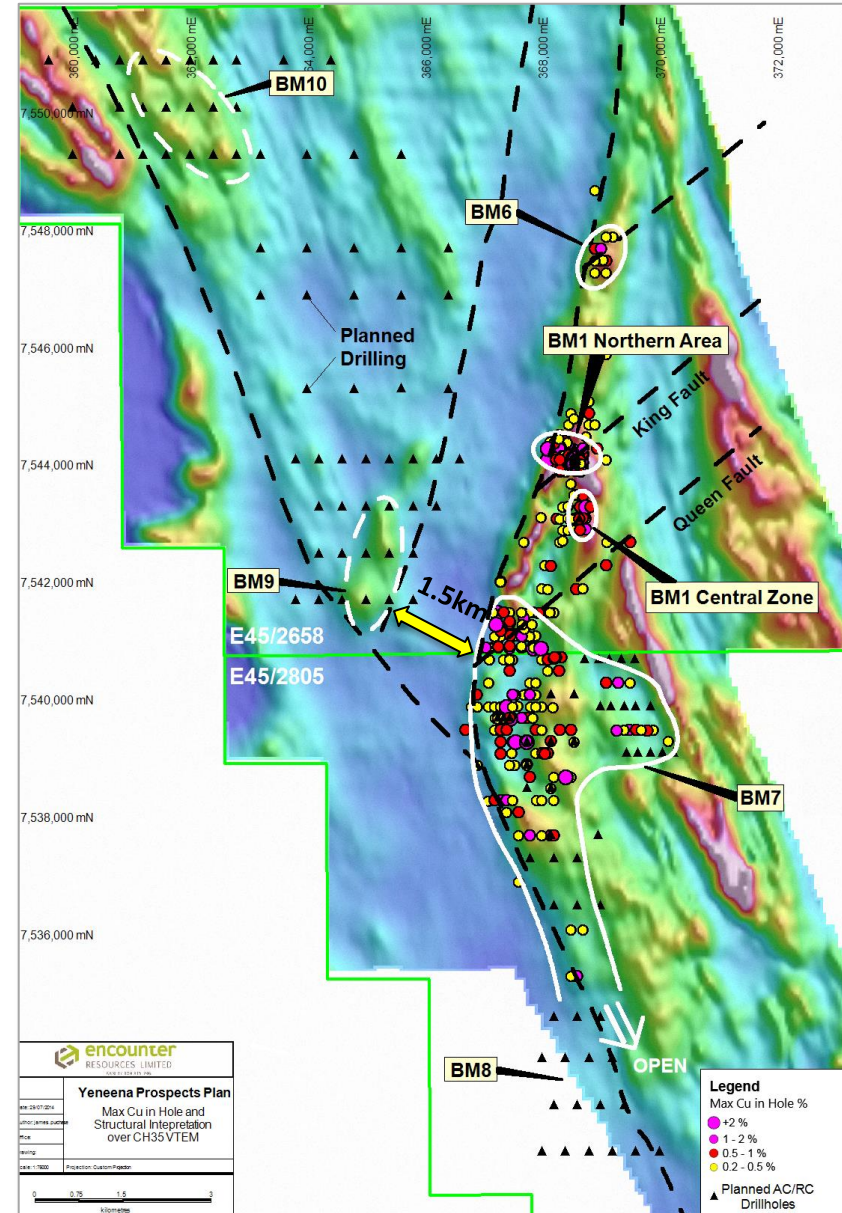 360,000 mE
362,000 mE
364,000 mE
366,000 mE
368,000 mE
370,000 mE
372,000 mE
BM10
7,550,000 mN
7,548,000 mN
BM6
Planned
Drilling
7,546,000 mN
BM1 Northern Area
King Fault
7,544,000 mN
Queen Fault
7,542,000 mN
BM9
1.5km
BM1 Central Zone
E45/2658
E45/2805
7,540,000 mN
BM7
7,538,000 mN
7,536,000 mN
OPEN
BM8
encounter
RESOURCES LIMITED
Yeneena Prospects Plan
Max Cu in Hole and
Structural Intepretation
over CH35 VTEM
Projection: Custom Projection
0 0.75 1.5 3
kilometres
Legend
Max Cu in Hole %
+2 %
1 - 2 %
0.5 - 1 %
0.2 - 0.5 %
Planned AC/RC
Drillholes